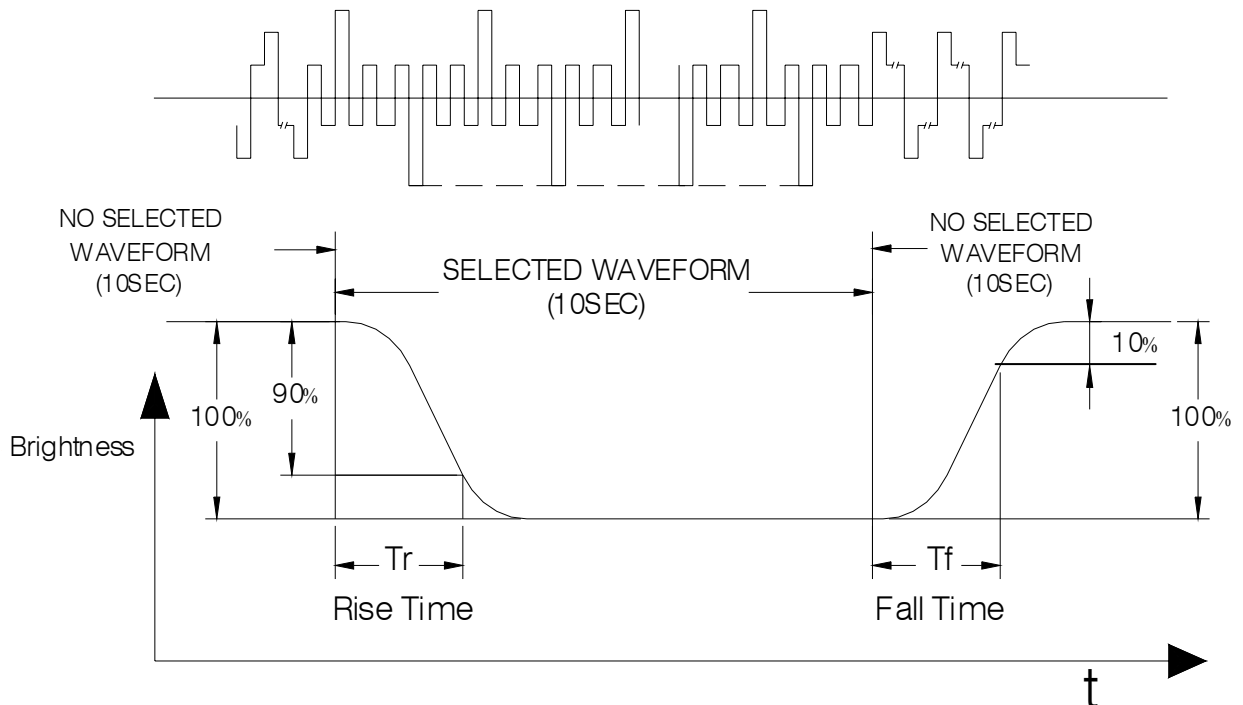 NO SELECTED
WAVEFORM
(10SEC)
SELECTED WAVEFORM
(10SEC)
NO SELECTED
WAVEFORM
(10SEC)
100%
90%
10%
100%
Brightness
Tr
Tf
Rise Time
Fall Time
t